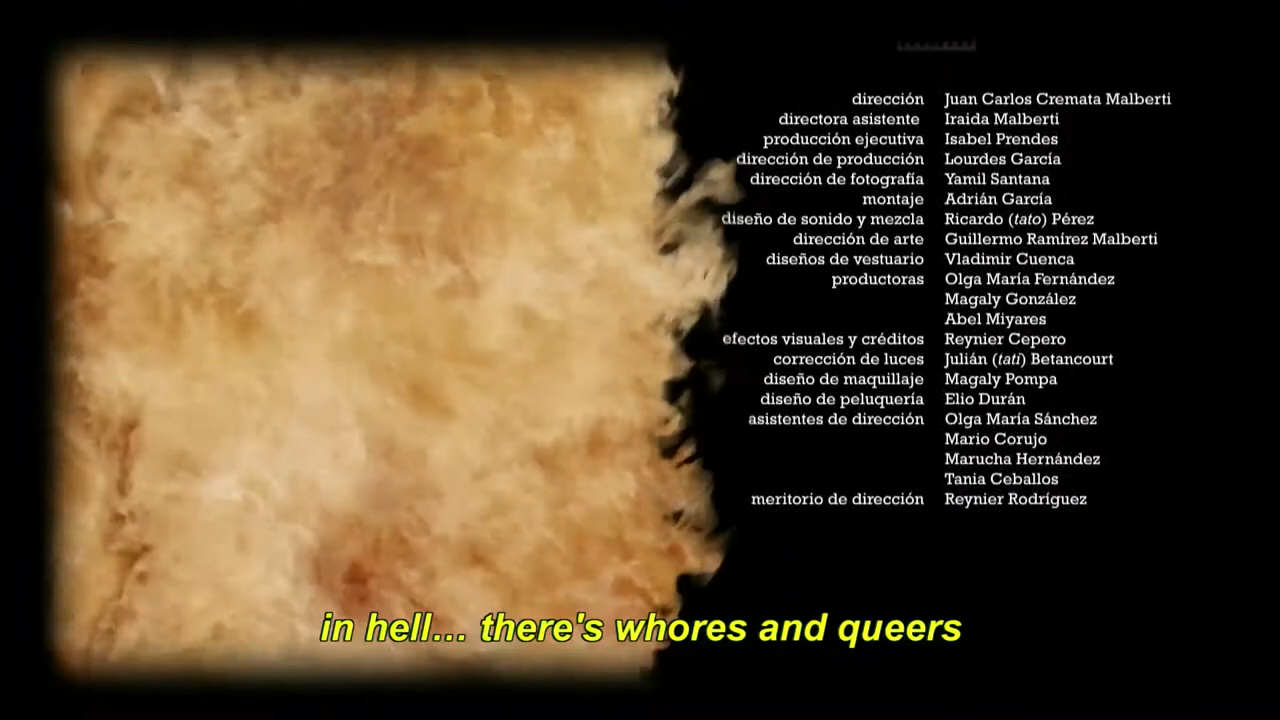 dirección Juan Carlos Cremata Malberti
directora asistente Iraida Malberti
producción ejecutiva Isabel Prendes
dirección de producción Lourdes García
dirección de fotografía Yamil Santana
montaje Adrián García
diseño de sonido y mezcla Ricardo (tato) Pérez
dirección de arte Guillermo Ramírez Malberti
diseños de vestuario Vladimir Cuenca
productoras Olga María Fernández
Magaly González
Abel Miyares
efectos visuales y créditos Reynier Cepero
corrección de luces Julián (tati) Betancourt
diseño de maquillaje Magaly Pompa
diseño de peluquería Elio Durán
asistentes de dirección Olga María Sánchez
Mario Corujo
Marucha Hernández
Tania Ceballos
meritorio de dirección Reynier Rodríguez
in hell... there's whores and queers